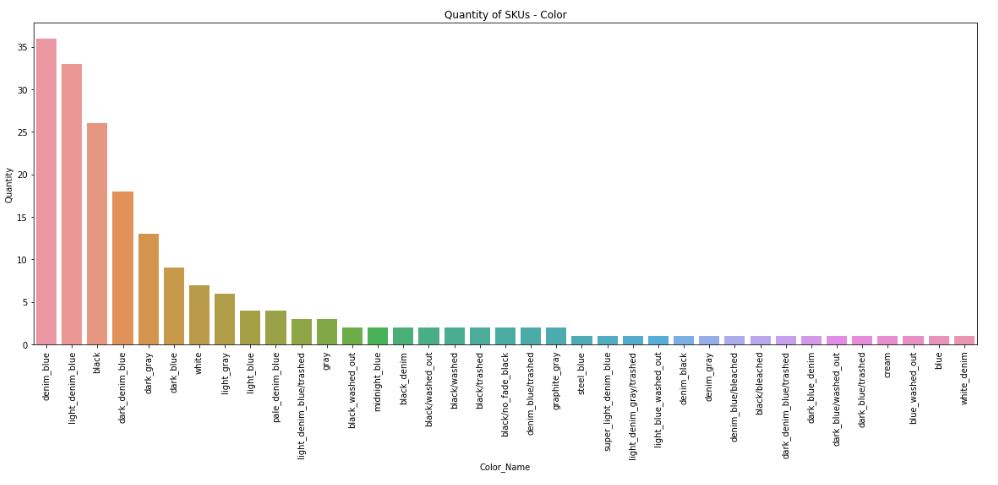 Quantity of SKUs - Color
Quantity
35
30
25
20
15
10
5
0
denim_blue
light_denim_blue
black
dark_denim_blue
dark_gray
dark_blue
white
light_gray
light_blue
pale_denim_blue
light_denim_blue/trashed
gray
black_washed_out
midnight_blue
black_denim
black/washed_out
black/washed
black/trashed
black/no_fade_black
denim_blue/trashed
graphite_gray
steel_blue
super_light_denim_blue
light_denim_gray/trashed
light_blue_washed_out
denim_black
denim_gray
denim_blue/bleached
black/bleached
dark_denim_blue/trashed
dark_blue_denim
dark_blue/washed_out
dark_blue/trashed
cream
blue_washed_out
blue
white_denim
Color_Name